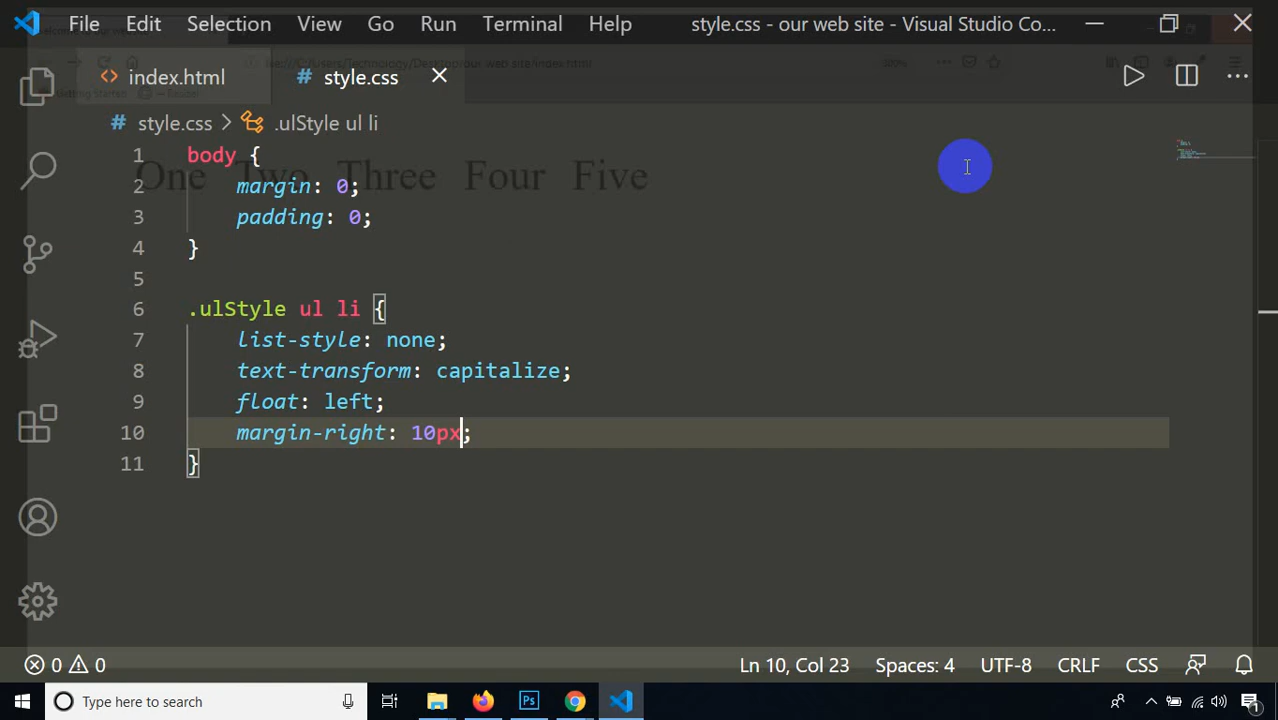 File Edit Selection View Go Run Terminal Help style.css - our web site - Visual Studio Co...
index.html style.css
style.css .ulStyle ul li
1 body {
One Two Three Four Five
2 margin: 0;
3 padding: 0;
4 }
5
6 .ulStyle ul li {
7 list-style: none;
8 text-transform: capitalize;
9 float: left;
10 margin-right: 10px;
11 }
0 0 Ln 10, Col 23 Spaces: 4 UTF-8 CRLF CSS
Type here to search